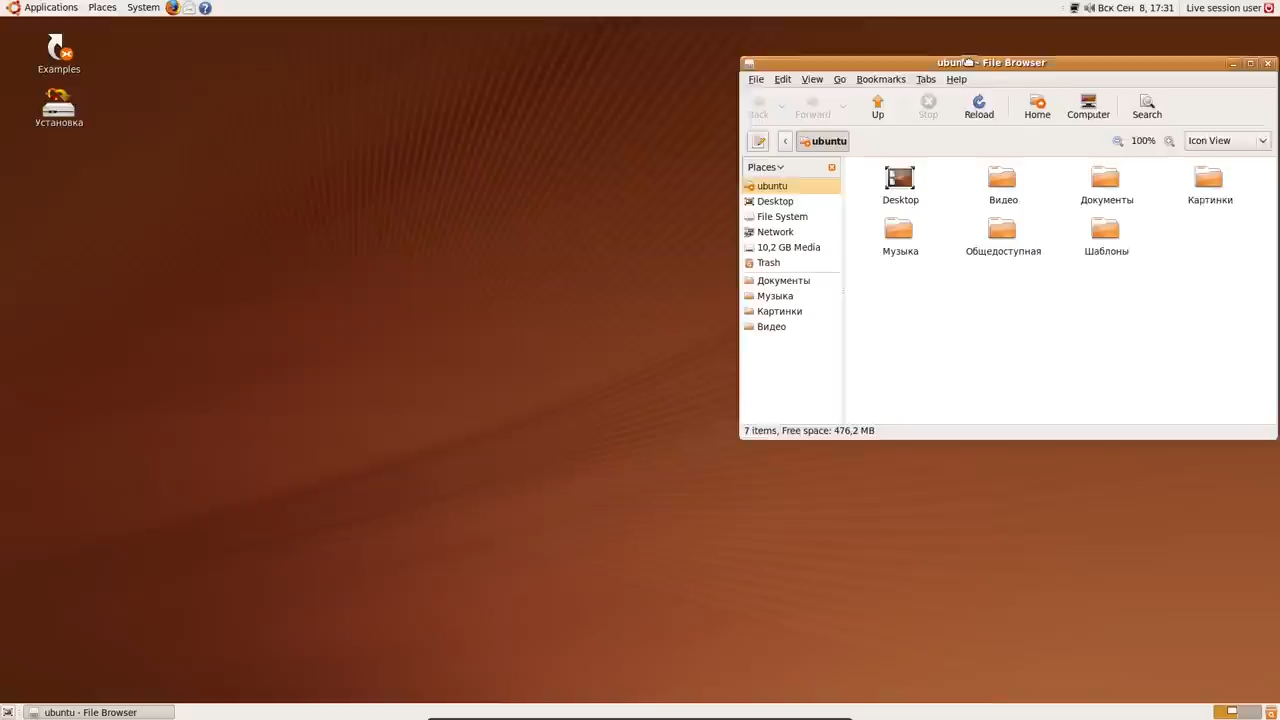 Applications Places System Вск Сен 8, 17:31 Live session user
Examples
Установка
ubuntu - File Browser
File Edit View Go Bookmarks Tabs Help
Back Forward Up Stop Reload Home Computer Search
ubuntu 100% Icon View
Places
ubuntu
Desktop
File System
Network
10,2 GB Media
Trash
Документы
Музыка
Картинки
Видео
Desktop Видео Документы Картинки
Музыка Общедоступная Шаблоны
7 items, Free space: 476,2 MB
ubuntu - File Browser